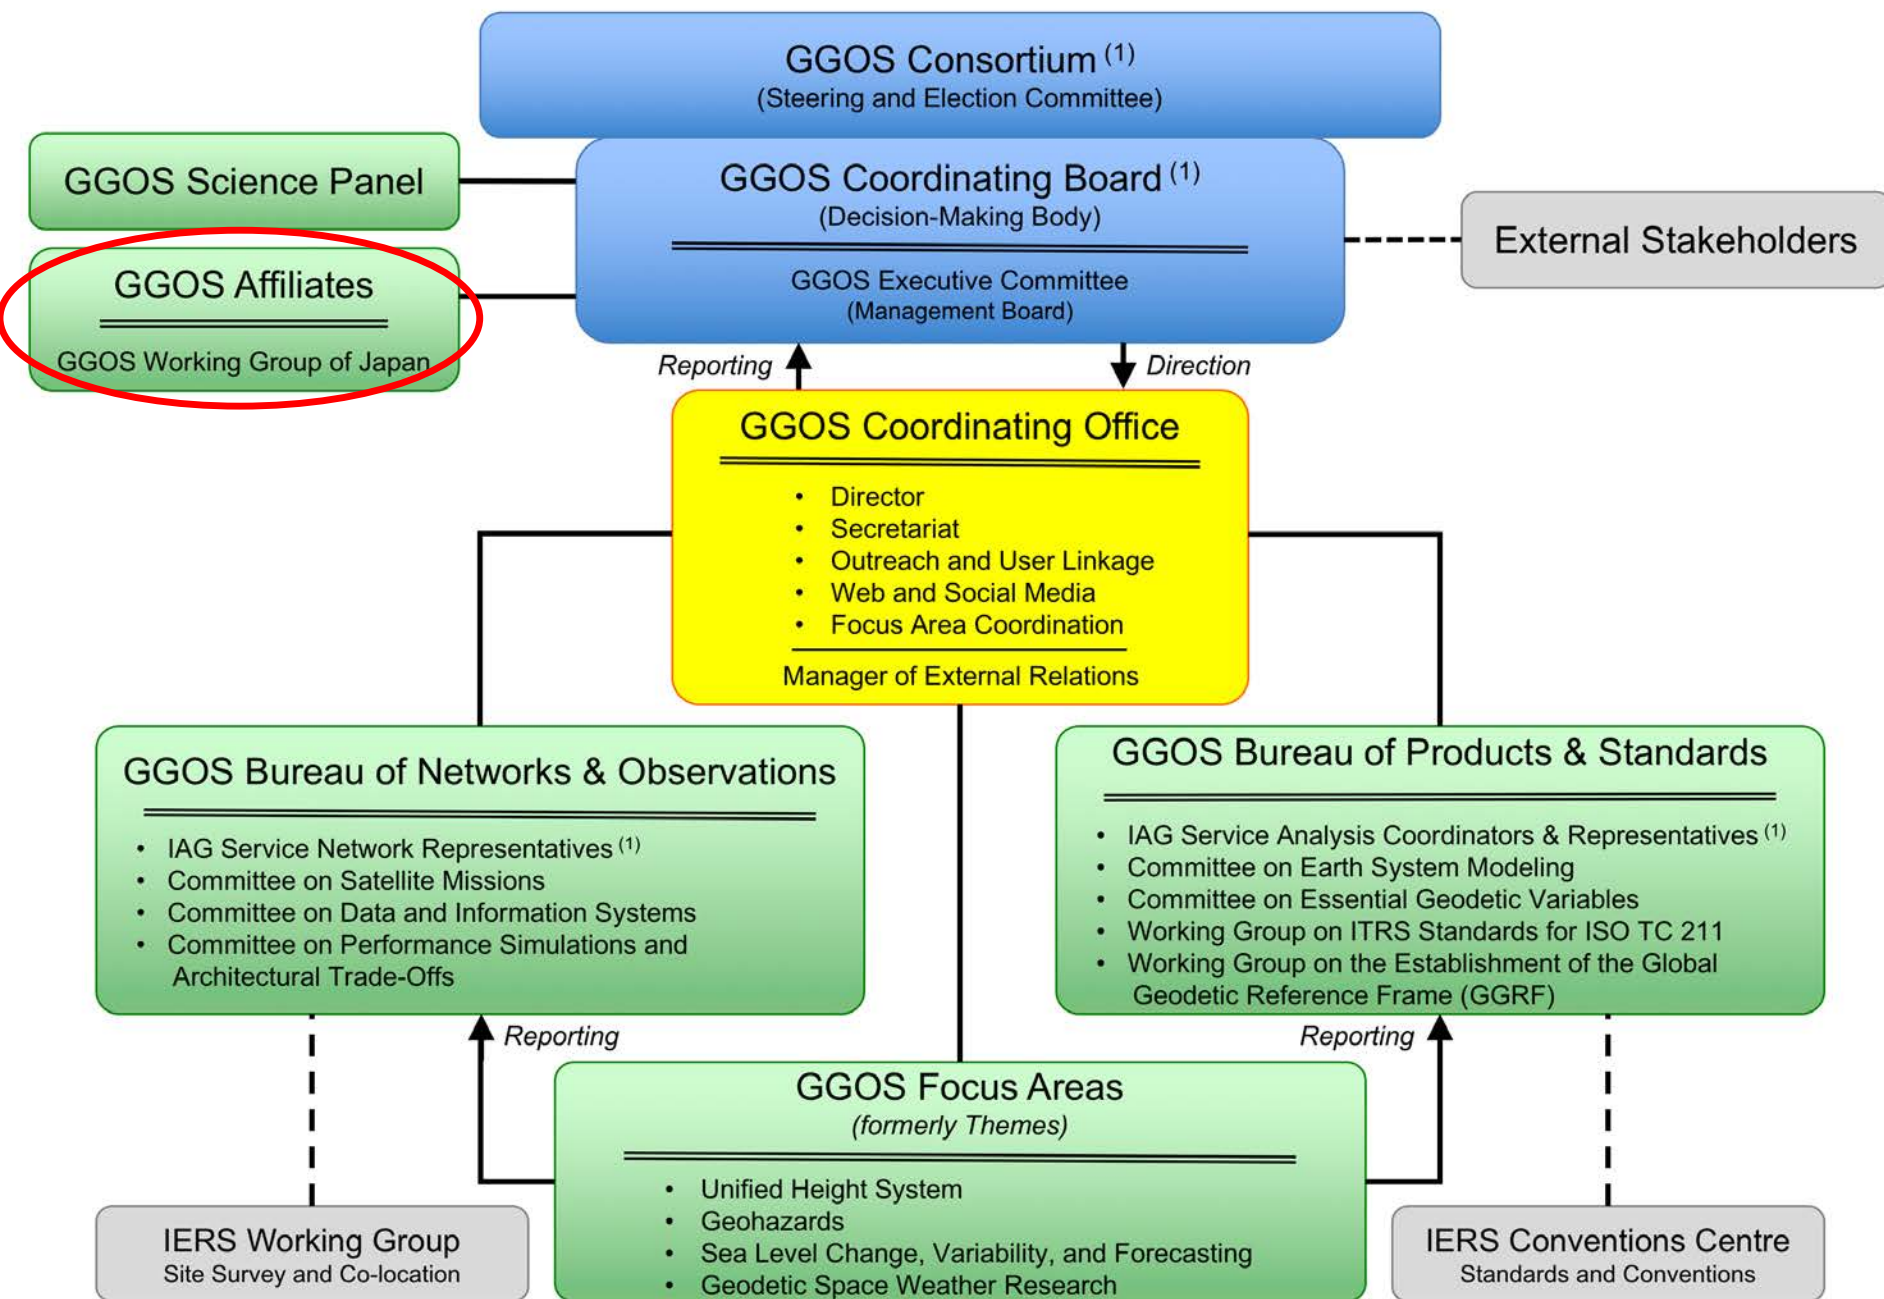 GGOS Consortium (1)
(Steering and Election Committee)
GGOS Science Panel
GGOS Coordinating Board (1)
(Decision-Making Body)
GGOS Executive Committee
(Management Board)
External Stakeholders
GGOS Affiliates
GGOS Working Group of Japan
Reporting
Direction
GGOS Coordinating Office
• Director
• Secretariat
• Outreach and User Linkage
• Web and Social Media
• Focus Area Coordination
Manager of External Relations
GGOS Bureau of Networks & Observations
• IAG Service Network Representatives (1)
• Committee on Satellite Missions
• Committee on Data and Information Systems
• Committee on Performance Simulations and
Architectural Trade-Offs
GGOS Bureau of Products & Standards
• IAG Service Analysis Coordinators & Representatives (1)
• Committee on Earth System Modeling
• Committee on Essential Geodetic Variables
• Working Group on ITRS Standards for ISO TC 211
• Working Group on the Establishment of the Global
Geodetic Reference Frame (GGRF)
Reporting
Reporting
GGOS Focus Areas
(formerly Themes)
• Unified Height System
• Geohazards
• Sea Level Change, Variability, and Forecasting
• Geodetic Space Weather Research
IERS Working Group
Site Survey and Co-location
IERS Conventions Centre
Standards and Conventions